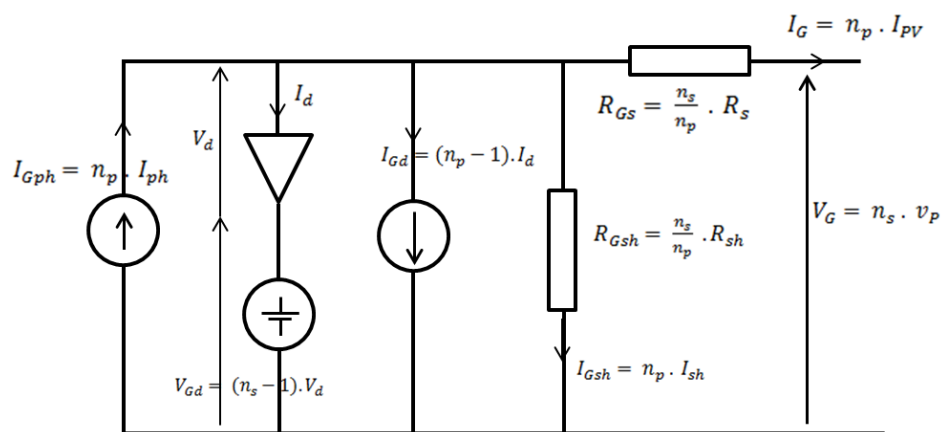 I_G = n_p . I_PV
I_d
R_Gs = n_s/n_p . R_s
V_d
I_Gd = (n_p − 1).I_d
I_Gph = n_p . I_ph
V_G = n_s . v_P
R_Gsh = n_s/n_p . R_sh
I_Gsh = n_p . I_sh
V_Gd = (n_s − 1).V_d